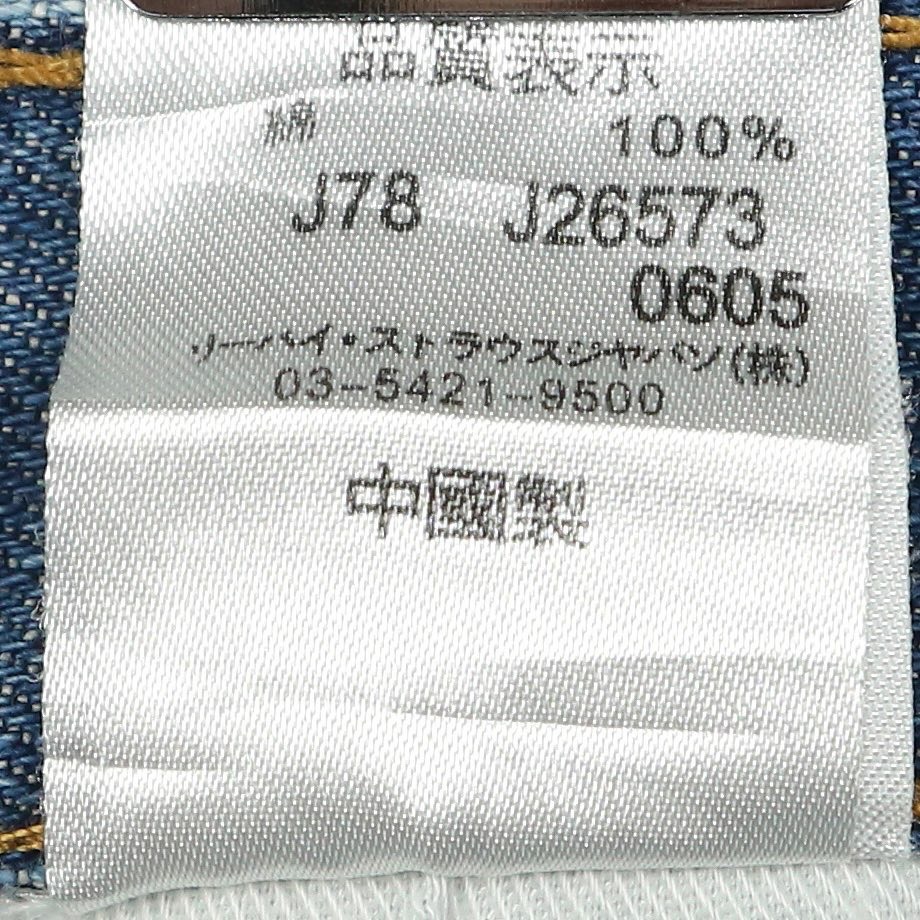 品質表示
綿 100%
J78 J26573
0605
リーバイ・ストラウスジャパン(株)
03-5421-9500
中國製